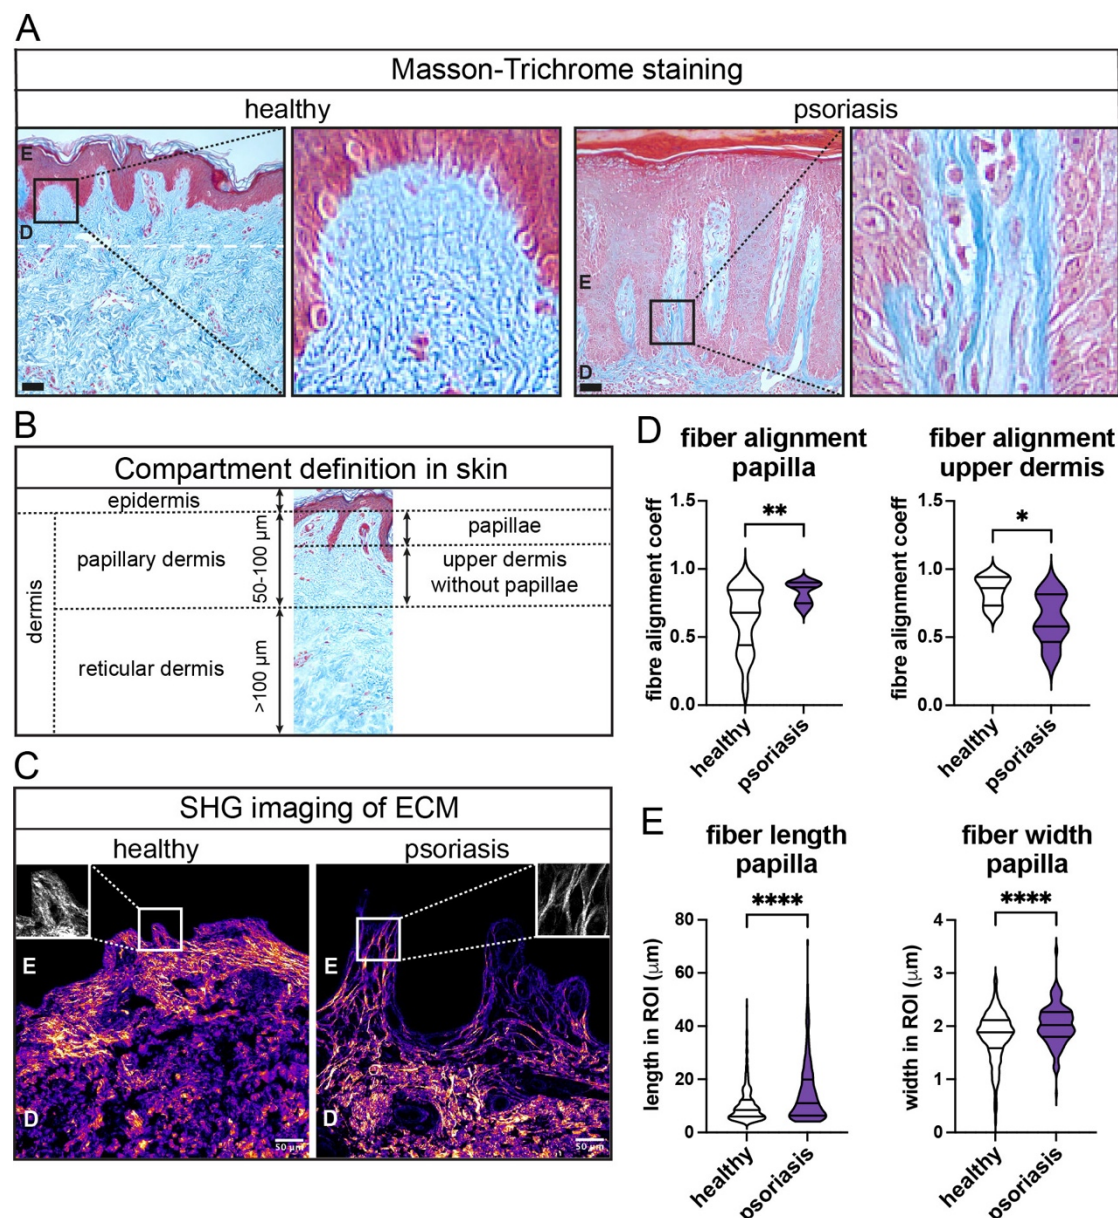 A
Masson-Trichrome staining
healthy
psoriasis
E
D
E
D
B
Compartment definition in skin
epidermis
dermis
papillary dermis
reticular dermis
50-100 µm
>100 µm
papillae
upper dermis
without papillae
C
SHG imaging of ECM
healthy
psoriasis
E
D
50 µm
E
D
50 µm
D
fiber alignment
papilla
fibre alignment coeff
1.5
1.0
0.5
0.0
**
healthy
psoriasis
fiber alignment
upper dermis
fibre alignment coeff
1.5
1.0
0.5
0.0
*
healthy
psoriasis
E
fiber length
papilla
length in ROI (µm)
80
60
40
20
0
****
healthy
psoriasis
fiber width
papilla
width in ROI (µm)
4
3
2
1
0
****
healthy
psoriasis